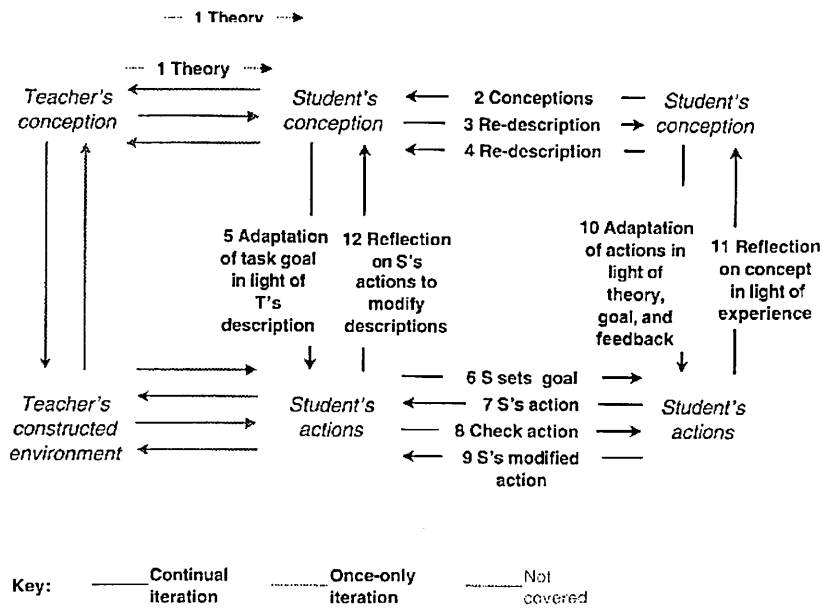 1 Theory
1 Theory
Teacher's
conception
Student's
conception
2 Conceptions
3 Re-description
4 Re-description
Student's
conception
5 Adaptation
of task goal
in light of
T's
description
12 Reflection
on S's
actions to
modify
descriptions
10 Adaptation
of actions in
light of
theory,
goal, and
feedback
11 Reflection
on concept
in light of
experience
Teacher's
constructed
environment
Student's
actions
6 S sets goal
7 S's action
8 Check action
9 S's modified
action
Student's
actions
Key:
Continual
iteration
Once-only
iteration
Not
covered